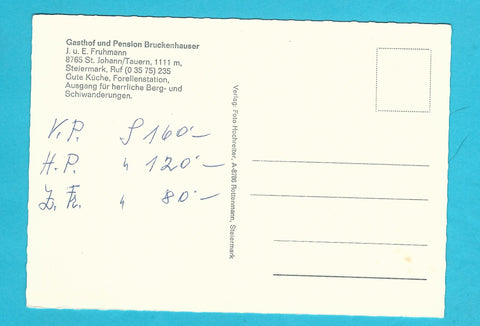 Gasthof und Pension Bruckenhauser
J. u. E. Fruhmann
8765 St. Johann/Tauern, 1111 m,
Steiermark, Ruf (0 35 75) 235
Gute Küche, Forellenstation,
Ausgang für herrliche Berg- und
Schiwanderungen.
V.P. S 160.–
H.P. " 120.–
Z. Fr. " 80.–
Verlag: Foto Hochreiter, A-8786 Rottenmann, Steiermark